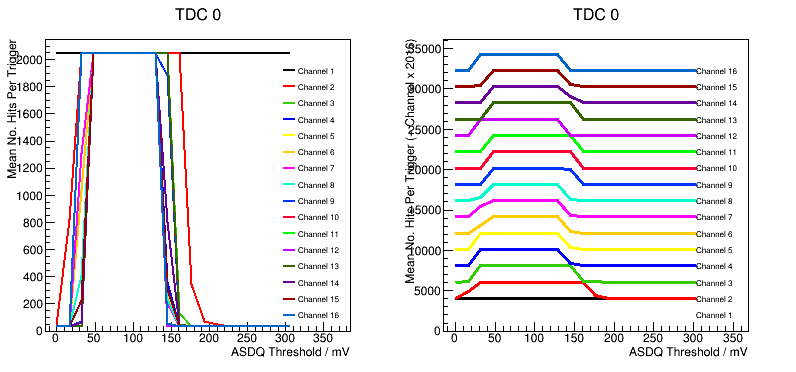 TDC 0
Mean No. Hits Per Trigger
2000
1800
1600
1400
1200
1000
800
600
400
200
0
0 50 100 150 200 250 300 350
ASDQ Threshold / mV
Channel 1
Channel 2
Channel 3
Channel 4
Channel 5
Channel 6
Channel 7
Channel 8
Channel 9
Channel 10
Channel 11
Channel 12
Channel 13
Channel 14
Channel 15
Channel 16
TDC 0
Mean No. Hits Per Trigger (+ Channel x 2016)
35000
30000
25000
20000
15000
10000
5000
0
0 50 100 150 200 250 300 350
ASDQ Threshold / mV
Channel 16
Channel 15
Channel 14
Channel 13
Channel 12
Channel 11
Channel 10
Channel 9
Channel 8
Channel 7
Channel 6
Channel 5
Channel 4
Channel 3
Channel 2
Channel 1